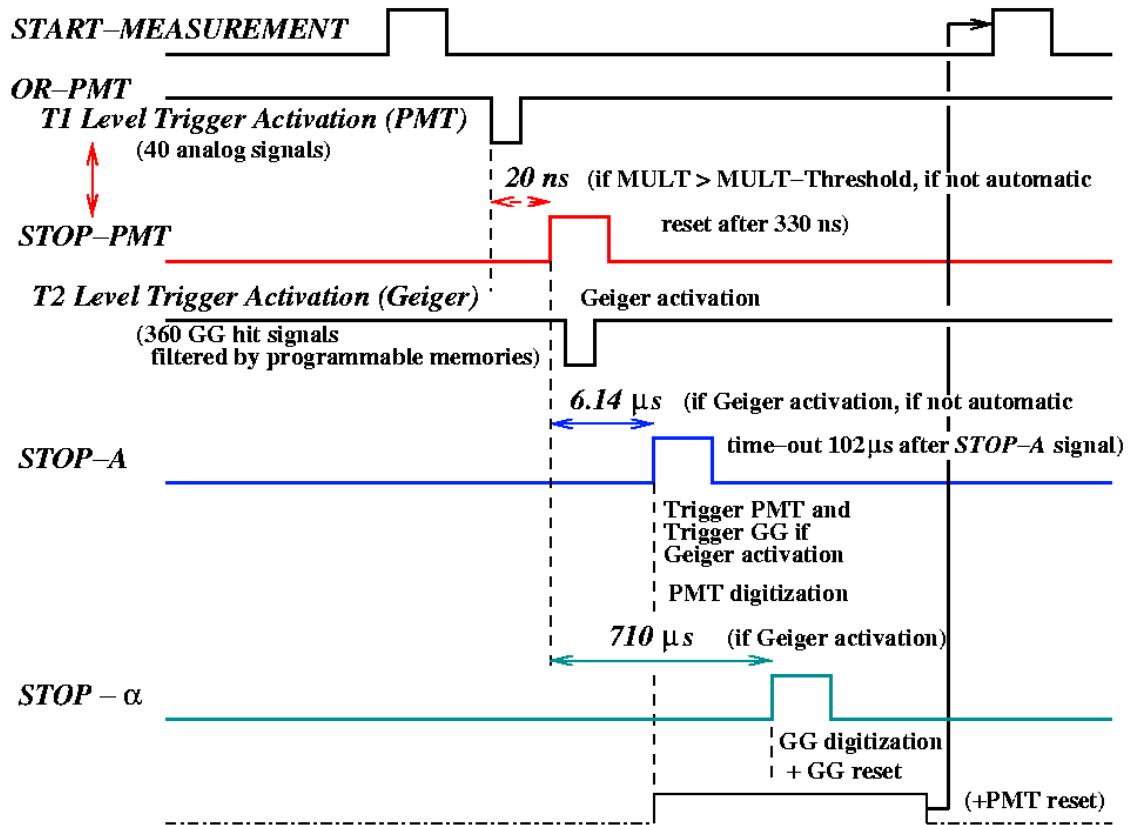 START–MEASUREMENT
OR–PMT
T1 Level Trigger Activation (PMT)
(40 analog signals)
20 ns (if MULT > MULT–Threshold, if not automatic
reset after 330 ns)
STOP–PMT
T2 Level Trigger Activation (Geiger)
Geiger activation
(360 GG hit signals
filtered by programmable memories)
6.14 μs (if Geiger activation, if not automatic
time–out 102μs after STOP–A signal)
STOP–A
Trigger PMT and
Trigger GG if
Geiger activation
PMT digitization
710 μs (if Geiger activation)
STOP – α
GG digitization
+ GG reset
(+PMT reset)